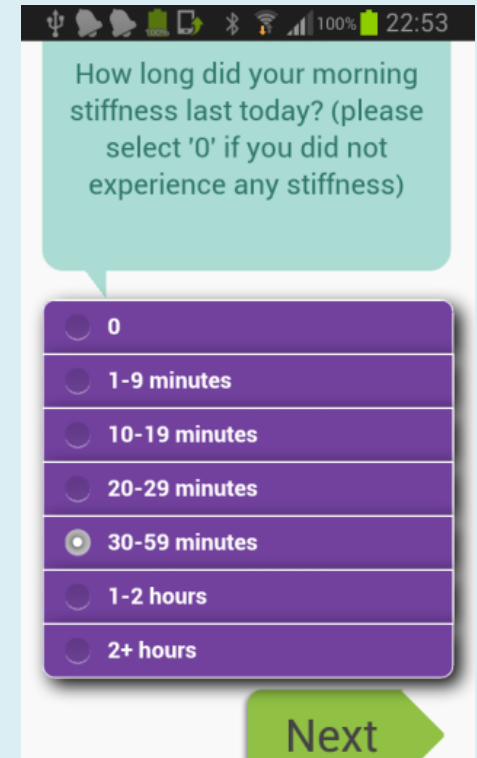 100% 22:53
100%
How long did your morning
stiffness last today? (please
select '0' if you did not
experience any stiffness)
0
1-9 minutes
10-19 minutes
20-29 minutes
30-59 minutes
1-2 hours
2+ hours
Next